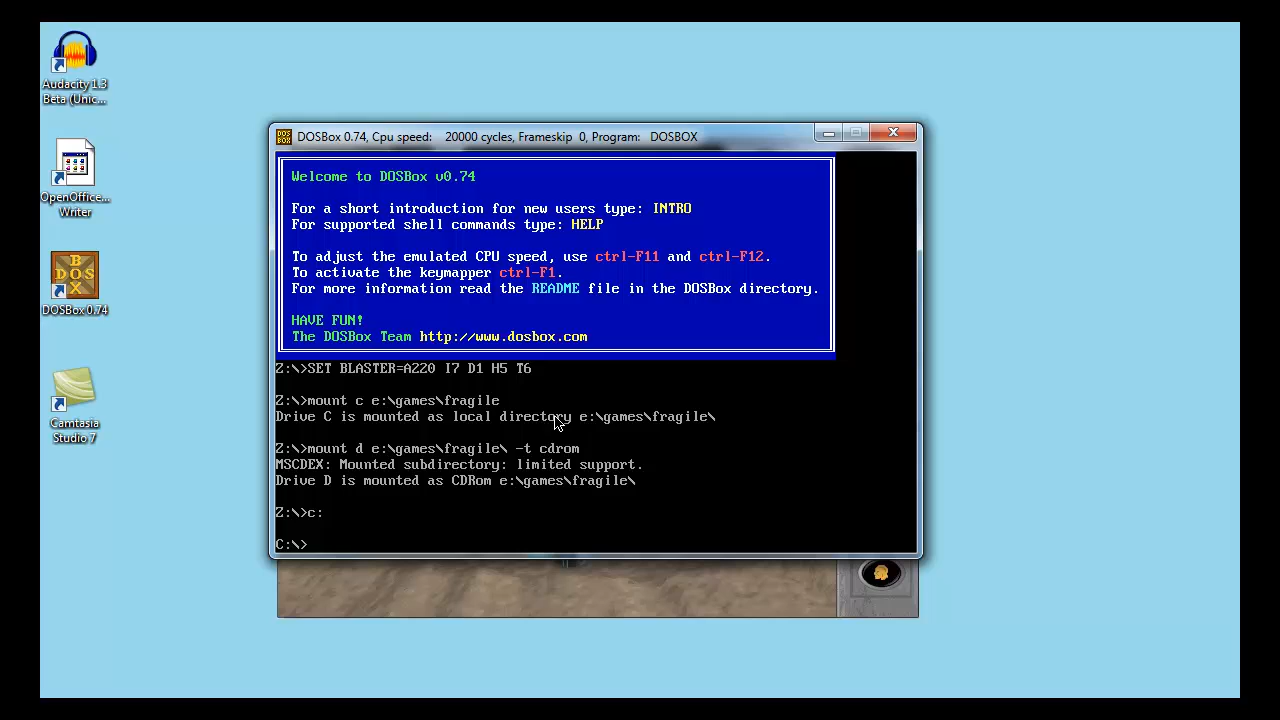 Audacity 1.3
Beta (Unic...
OpenOffice...
Writer
DOSBox 0.74
Camtasia
Studio 7
DOSBox 0.74, Cpu speed: 20000 cycles, Frameskip 0, Program: DOSBOX
Welcome to DOSBox v0.74
For a short introduction for new users type: INTRO
For supported shell commands type: HELP
To adjust the emulated CPU speed, use ctrl-F11 and ctrl-F12.
To activate the keymapper ctrl-F1.
For more information read the README file in the DOSBox directory.
HAVE FUN!
The DOSBox Team http://www.dosbox.com
Z:\>SET BLASTER=A220 I7 D1 H5 T6
Z:\>mount c e:\games\fragile
Drive C is mounted as local directory e:\games\fragile\
Z:\>mount d e:\games\fragile\ -t cdrom
MSCDEX: Mounted subdirectory: limited support.
Drive D is mounted as CDRom e:\games\fragile\
Z:\>c:
C:\>